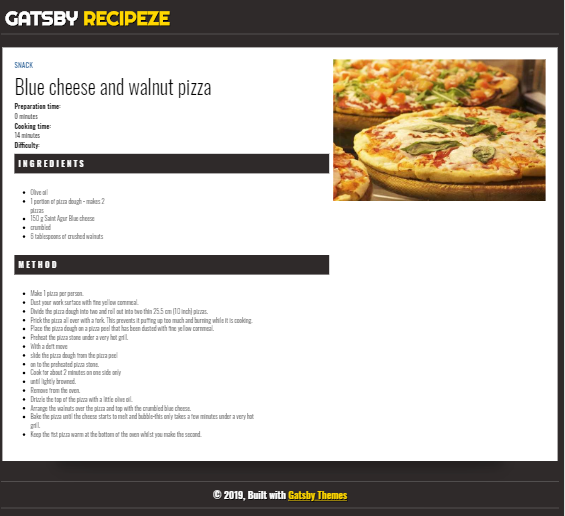 GATSBY RECIPEZE
SNACK
Blue cheese and walnut pizza
Preparation time:
0 minutes
Cooking time:
14 minutes
Difficulty:
INGREDIENTS
Olive oil
1 portion of pizza dough - makes 2
pizzas
150 g Saint Agur Blue cheese
crumbled
6 tablespoons of crushed walnuts
METHOD
Make 1 pizza per person.
Dust your work surface with fine yellow cornmeal.
Divide the pizza dough into two and roll out into two thin 25.5 cm (10 inch) pizzas.
Prick the pizza all over with a fork. This prevents it puffing up too much and burning while it is cooking.
Place the pizza dough on a pizza peel that has been dusted with fine yellow cornmeal.
Preheat the pizza stone under a very hot grill.
With a deft move
slide the pizza dough from the pizza peel
on to the preheated pizza stone.
Cook for about 2 minutes on one side only
until lightly browned.
Remove from the oven.
Drizzle the top of the pizza with a little olive oil.
Arrange the walnuts over the pizza and top with the crumbled blue cheese.
Bake the pizza until the cheese starts to melt and bubble-this only takes a few minutes under a very hot
grill.
Keep the fist pizza warm at the bottom of the oven whilst you make the second.
© 2019, Built with Gatsby Themes